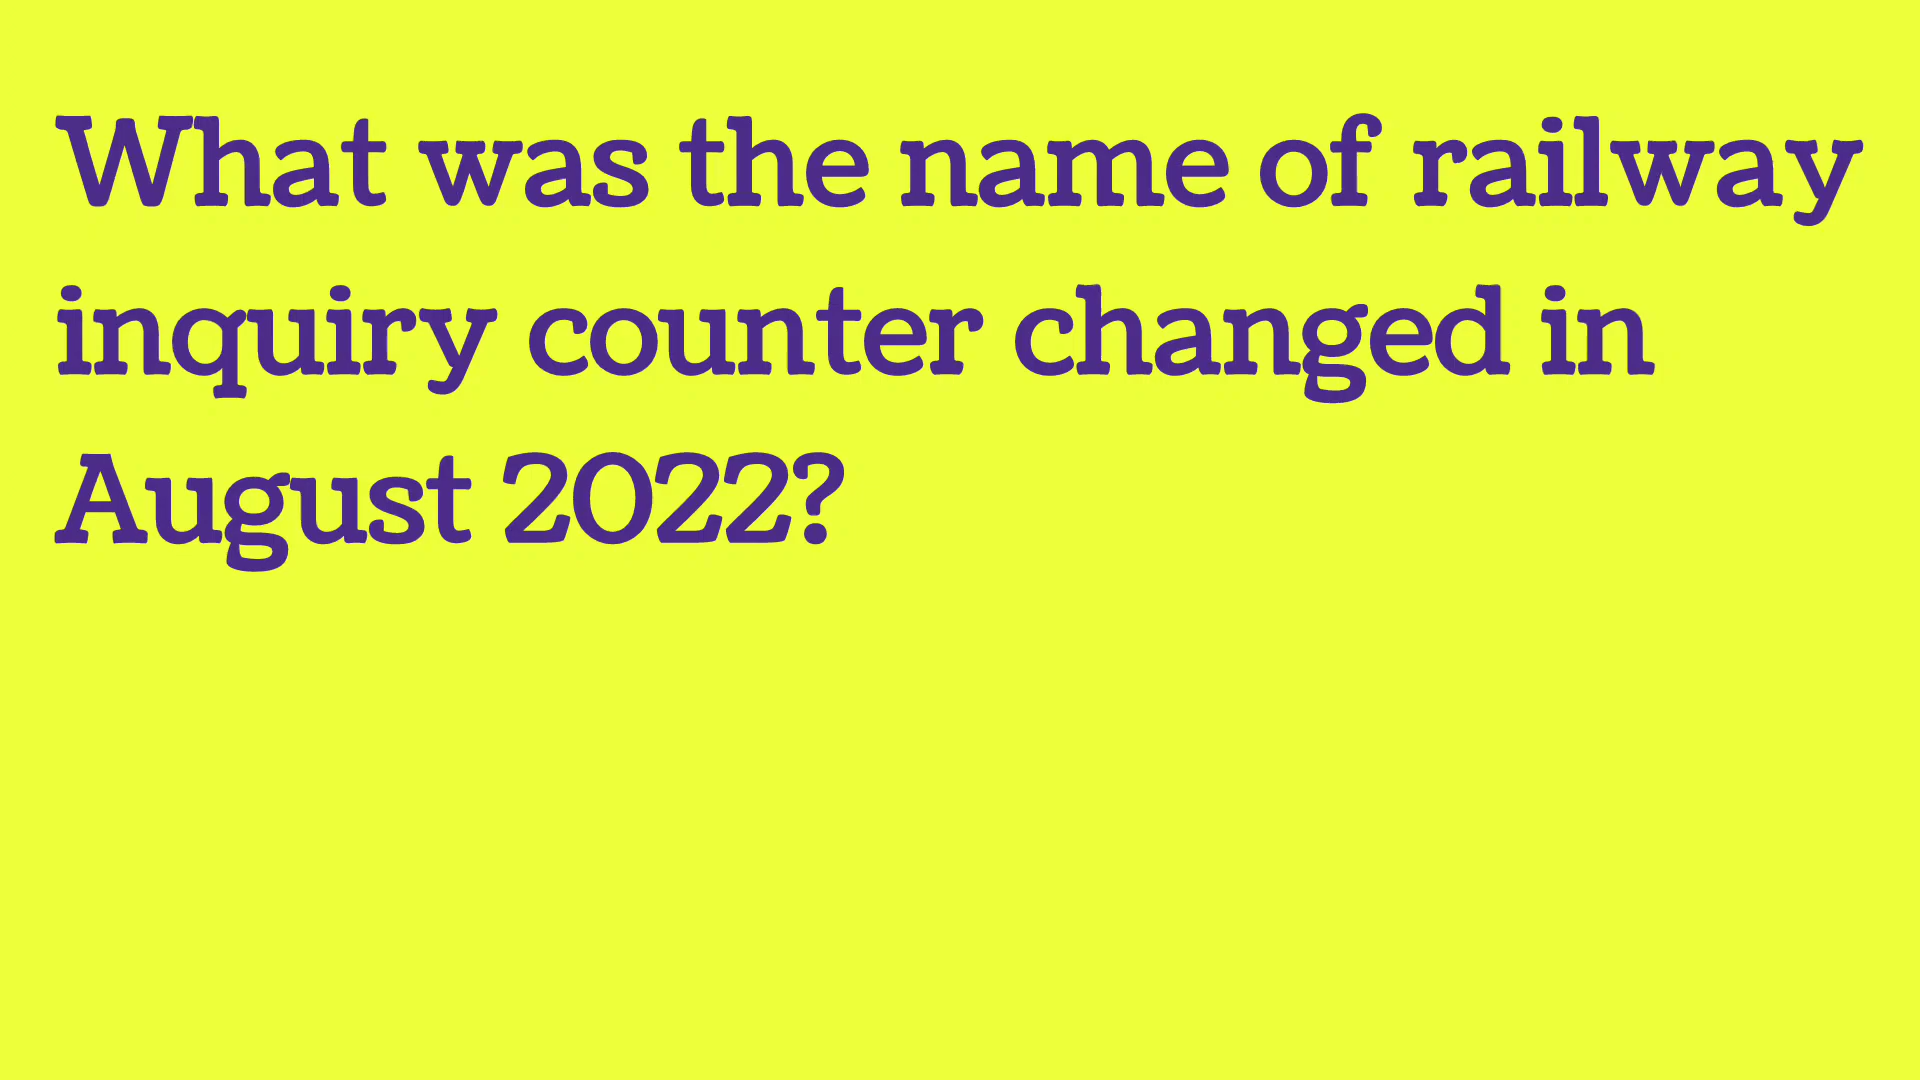 What was the name of railway
inquiry counter changed in
August 2022?